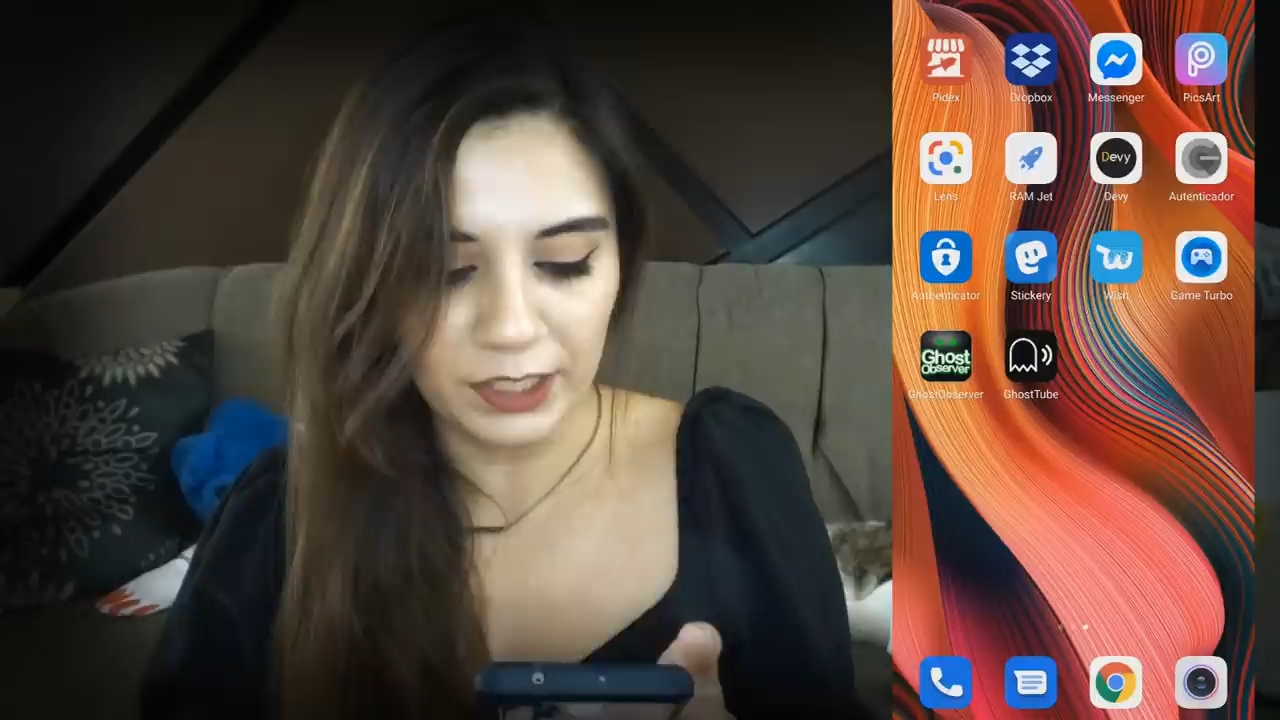 Pidex
Dropbox
Messenger
PicsArt
Lens
RAM Jet
Devy
Devy
Autenticador
Authenticator
Stickery
Wish
Game Turbo
Ghost
Observer
GhostObserver
GhostTube